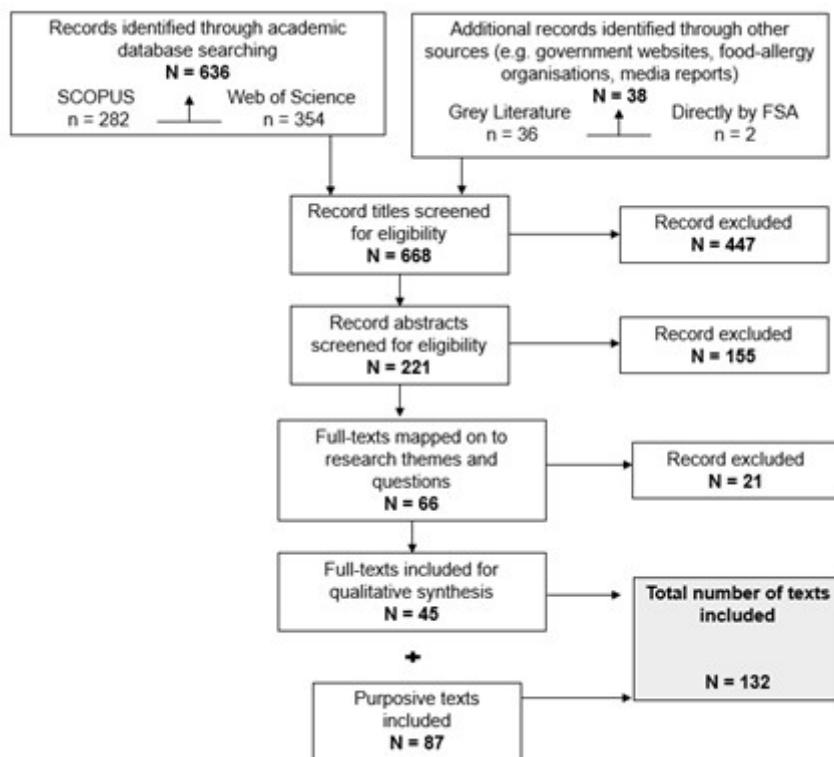 Records identified through academic
database searching
N = 636
SCOPUS
n = 282
Web of Science
n = 354
Additional records identified through other
sources (e.g. government websites, food-allergy
organisations, media reports)
N = 38
Grey Literature
n = 36
Directly by FSA
n = 2
Record titles screened
for eligibility
N = 668
Record excluded
N = 447
Record abstracts
screened for eligibility
N = 221
Record excluded
N = 155
Full-texts mapped on to
research themes and
questions
N = 66
Record excluded
N = 21
Full-texts included for
qualitative synthesis
N = 45
Total number of texts
included
N = 132
+
Purposive texts
included
N = 87